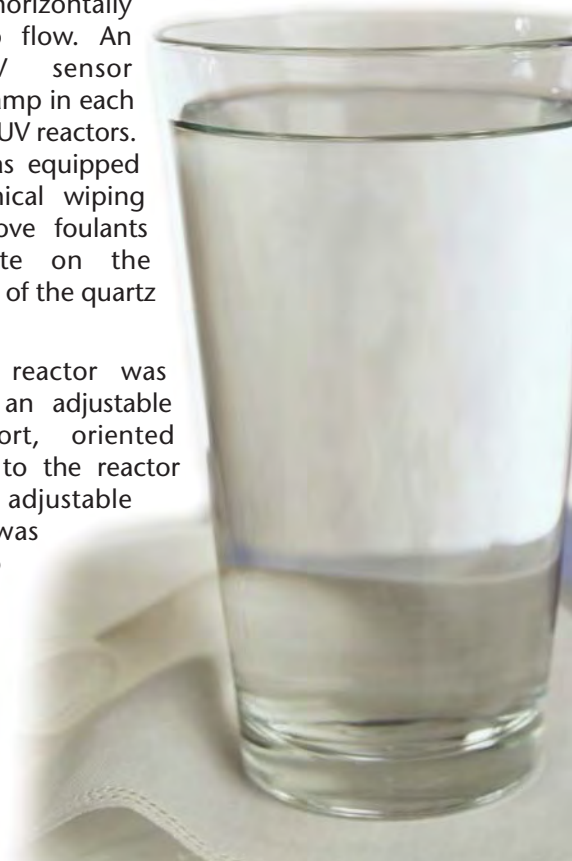 horizontally
flow. An
sensor
amp in each
UV reactors.
as equipped
nical wiping
ove foulants
te on the
of the quartz
reactor was
an adjustable
ort, oriented
to the reactor
adjustable
was